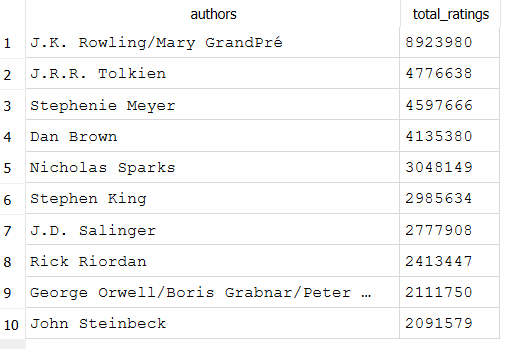 authors total_ratings
1 J.K. Rowling/Mary GrandPré 8923980
2 J.R.R. Tolkien 4776638
3 Stephenie Meyer 4597666
4 Dan Brown 4135380
5 Nicholas Sparks 3048149
6 Stephen King 2985634
7 J.D. Salinger 2777908
8 Rick Riordan 2413447
9 George Orwell/Boris Grabnar/Peter … 2111750
10 John Steinbeck 2091579